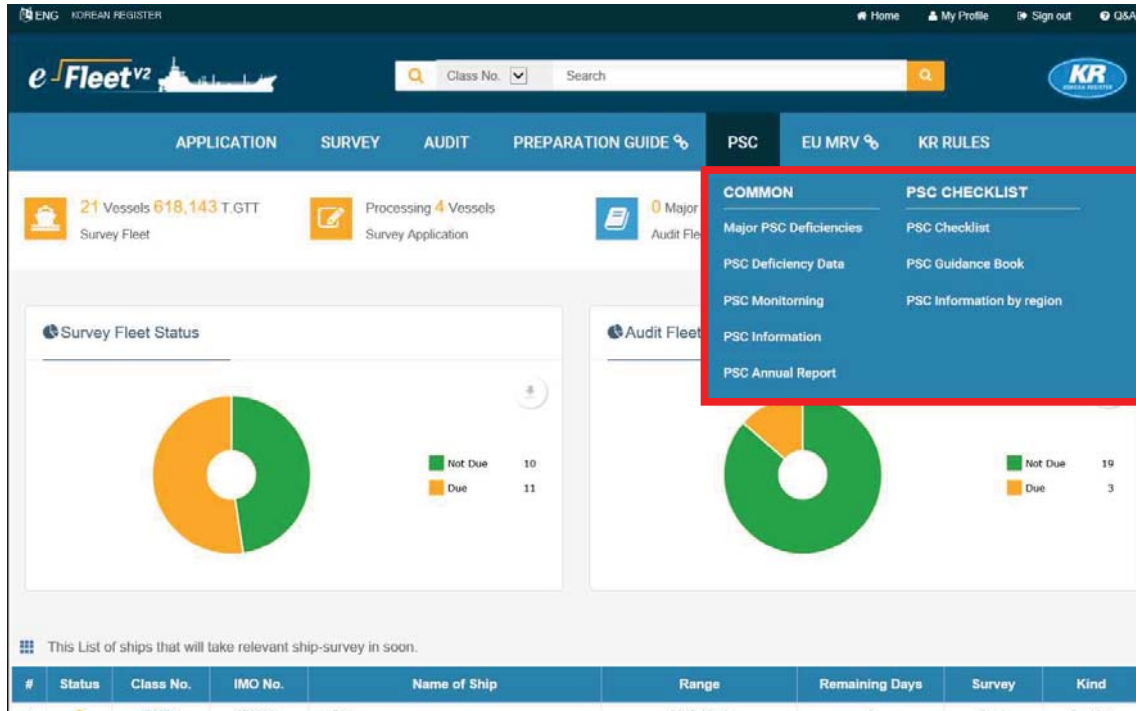 ENG KOREAN REGISTER
Home My Profile Sign out Q&A
e-Fleet V2
Class No. Search
KR
KOREAN REGISTER
APPLICATION SURVEY AUDIT PREPARATION GUIDE PSC EU MRV KR RULES
21 Vessels 618,143 T.GTT
Survey Fleet
Processing 4 Vessels
Survey Application
0 Major
Audit Fle
COMMON
Major PSC Deficiencies
PSC Deficiency Data
PSC Monitorning
PSC Information
PSC Annual Report
PSC CHECKLIST
PSC Checklist
PSC Guidance Book
PSC Information by region
Survey Fleet Status
Not Due 10
Due 11
Audit Fleet
Not Due 19
Due 3
This List of ships that will take relevant ship-survey in soon.
# Status Class No. IMO No. Name of Ship Range Remaining Days Survey Kind